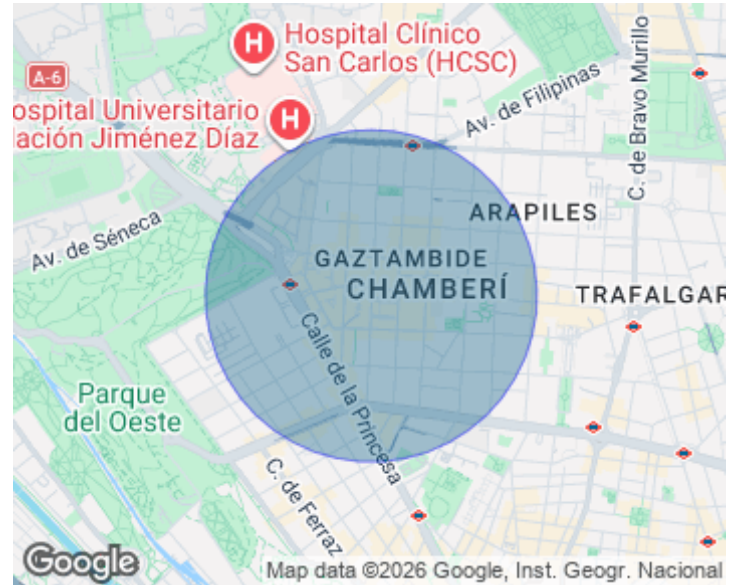 Hospital Clínico
San Carlos (HCSC)
A-6
ospital Universitario
lación Jiménez Díaz
H
H
Av. de Filipinas
C. de Bravo Murillo
ARAPILES
Av. de Séneca
GAZTAMBIDE
CHAMBERÍ
TRAFALGAR
Calle de la Princesa
Parque
del Oeste
C. de Ferraz
Google
Map data ©2026 Google, Inst. Geogr. Nacional